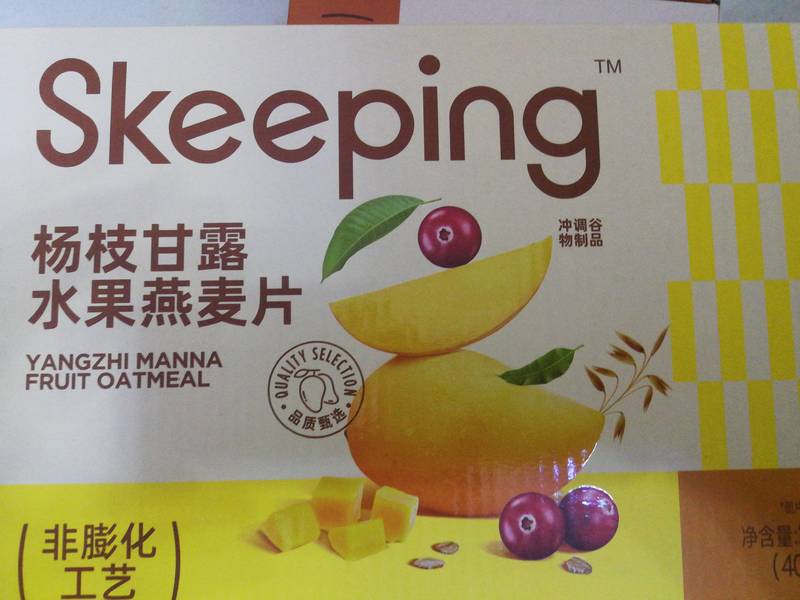 Skeeping™
冲调谷
物制品
杨枝甘露
水果燕麦片
YANGZHI MANNA
FRUIT OATMEAL
QUALITY SELECTION
品质甄选
非膨化
工艺
净含量:
(40